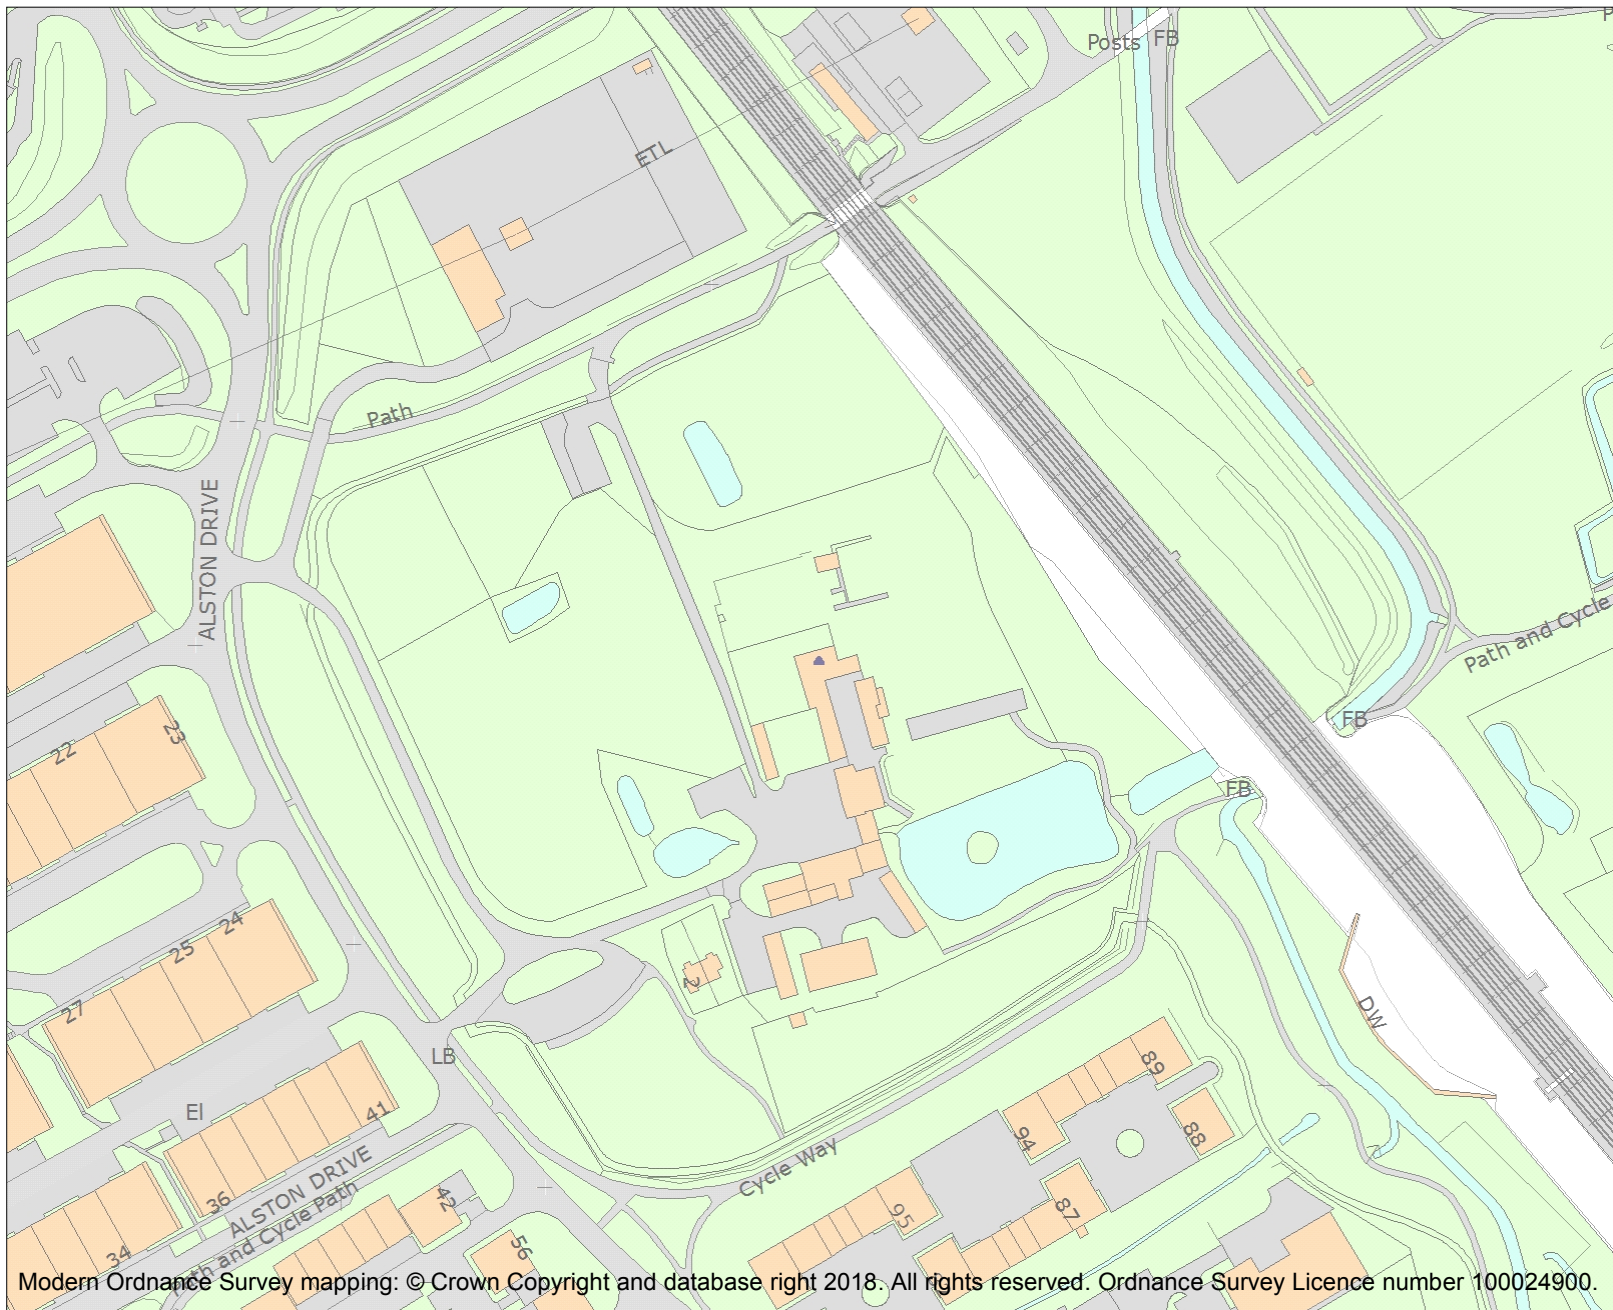 Posts FB
ETL
Path
ALSTON DRIVE
Path and Cycle
23
22
FB
FB
24
25
27
2
DW
LB
89
El
41
94
88
Cycle Way
ALSTON DRIVE
36
42
87
95
Path and Cycle Path
34
56
Modern Ordnance Survey mapping: © Crown Copyright and database right 2018. All rights reserved. Ordnance Survey Licence number 100024900.